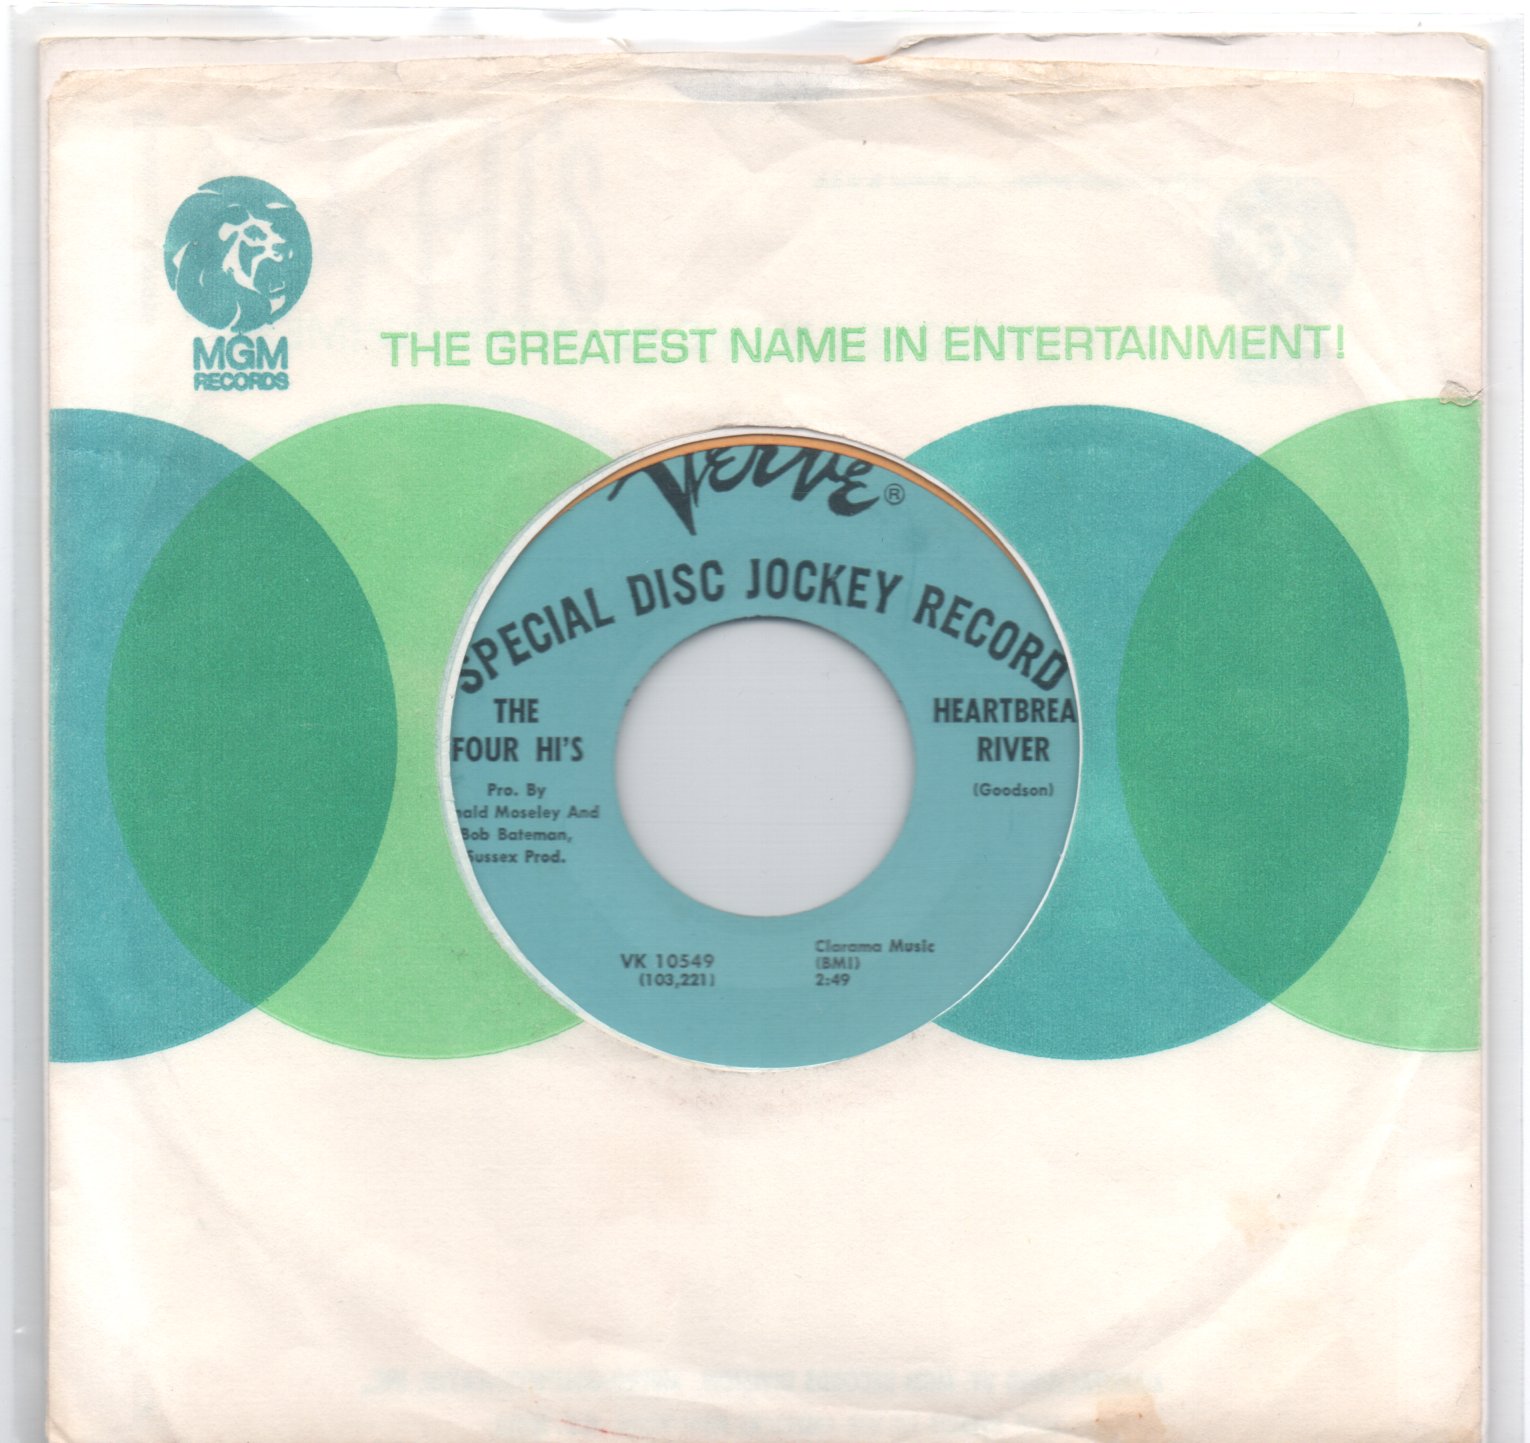 MGM
RECORDS
THE GREATEST NAME IN ENTERTAINMENT!
Verve ®
SPECIAL DISC JOCKEY RECORD
THE
FOUR HI'S
Pro. By
nald Moseley And
Bob Bateman,
Sussex Prod.
HEARTBREA
RIVER
(Goodson)
VK 10549
(103,221)
Clarama Music
(BMI)
2:49